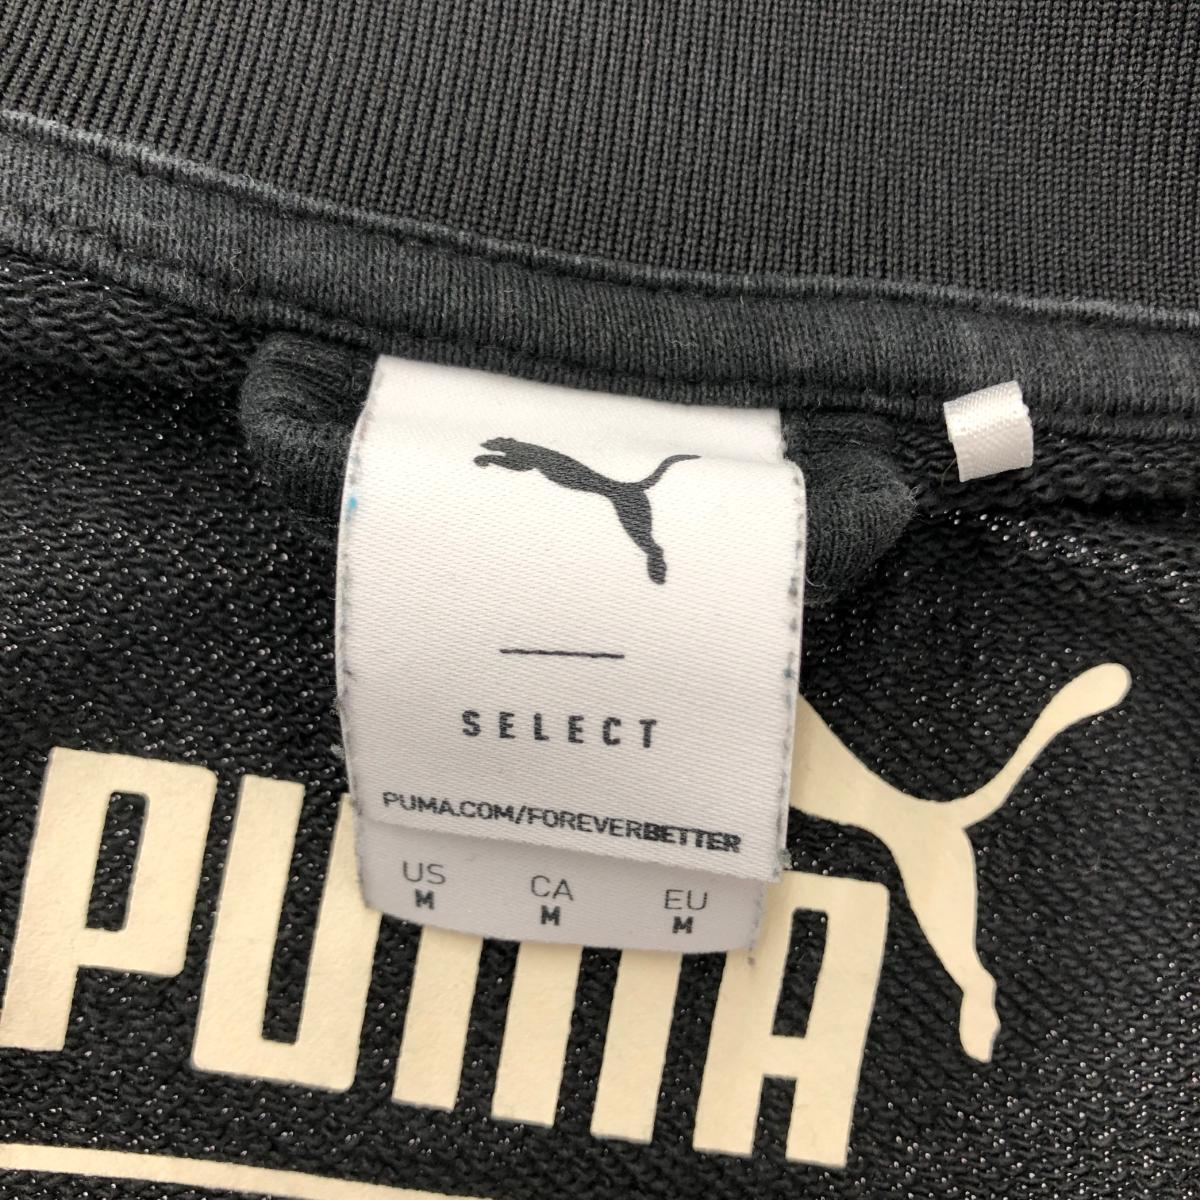 SELECT
PUMA.COM/FOREVERBETTER
US CA EU
M M M
PUMA